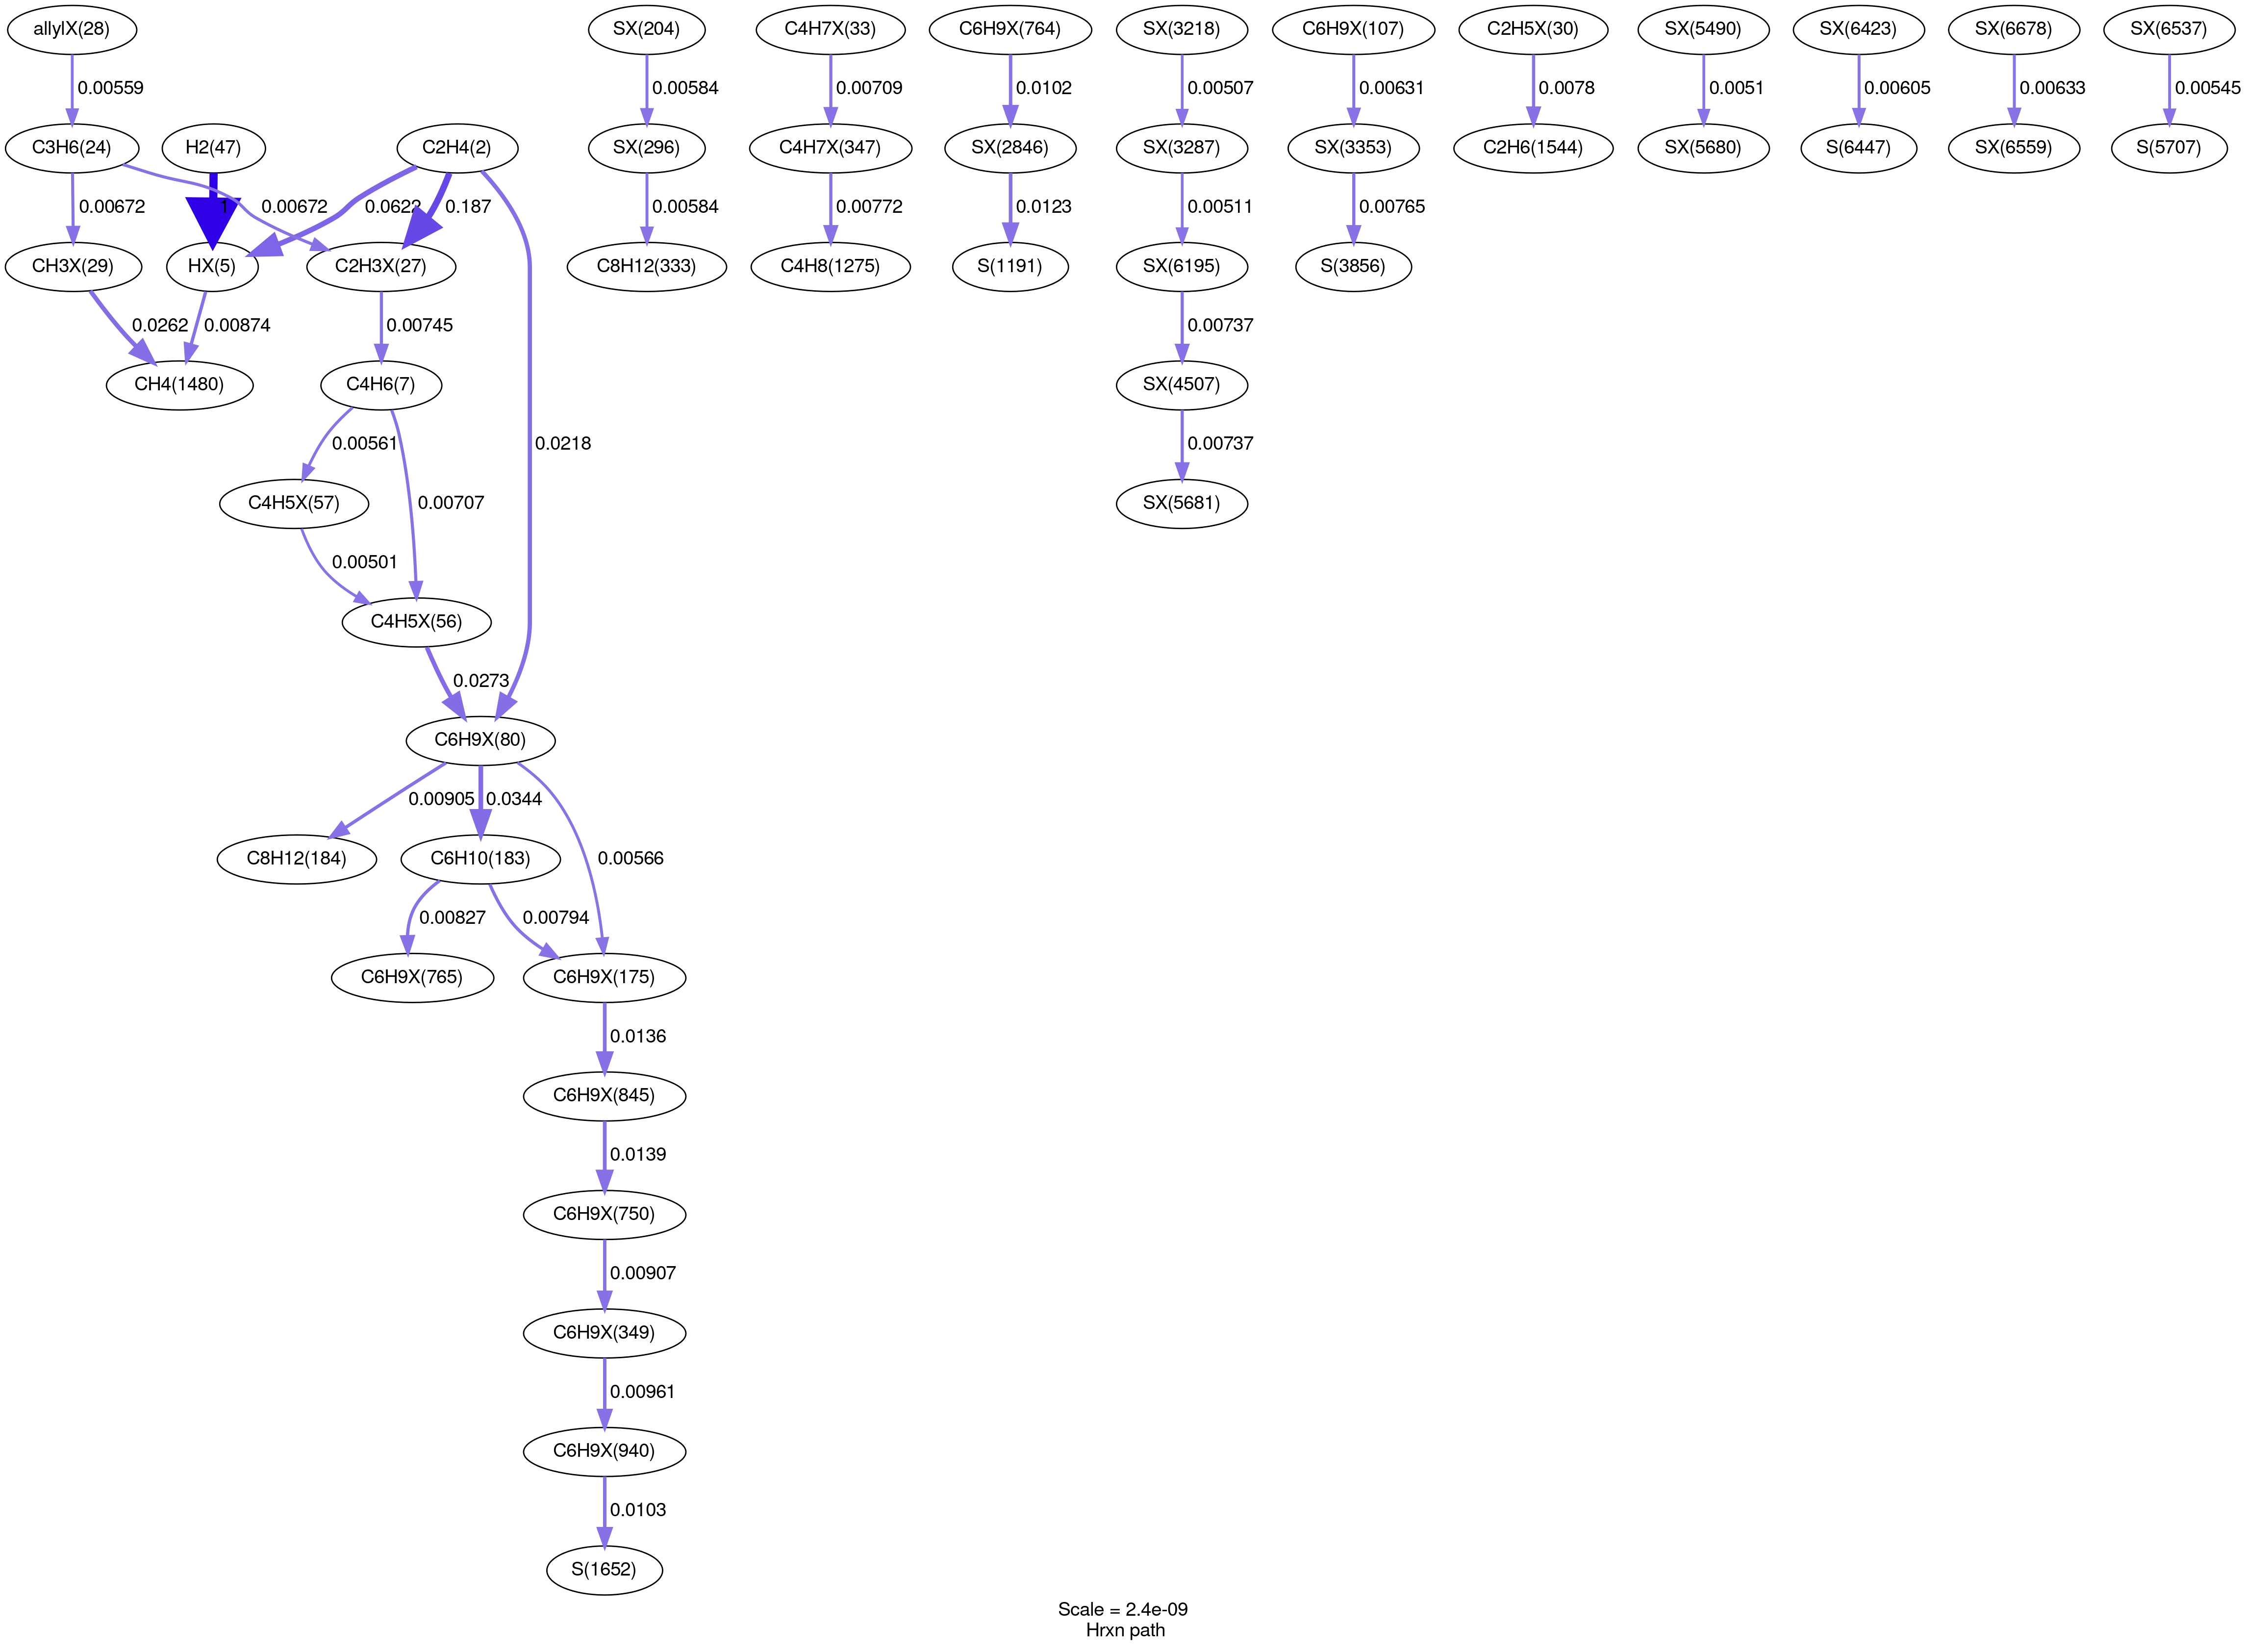 allylX(28)
SX(204)
C4H7X(33)
C6H9X(764)
SX(3218)
C6H9X(107)
C2H5X(30)
SX(5490)
SX(6423)
SX(6678)
SX(6537)
0.00559
0.00584
0.00709
0.0102
0.00507
0.00631
0.0078
0.0051
0.00605
0.00633
0.00545
C3H6(24)
H2(47)
C2H4(2)
SX(296)
C4H7X(347)
SX(2846)
SX(3287)
SX(3353)
C2H6(1544)
SX(5680)
S(6447)
SX(6559)
S(5707)
0.00672
1
0.00672
0.0622
0.187
0.00584
0.00772
0.0123
0.00511
0.00765
CH3X(29)
HX(5)
C2H3X(27)
C8H12(333)
C4H8(1275)
S(1191)
SX(6195)
S(3856)
0.0262
0.00874
0.00745
0.00737
CH4(1480)
C4H6(7)
SX(4507)
0.00561
0.00707
0.0218
0.00737
C4H5X(57)
SX(5681)
0.00501
C4H5X(56)
0.0273
C6H9X(80)
0.00905
0.0344
0.00566
C8H12(184)
C6H10(183)
0.00827
0.00794
C6H9X(765)
C6H9X(175)
0.0136
C6H9X(845)
0.0139
C6H9X(750)
0.00907
C6H9X(349)
0.00961
C6H9X(940)
0.0103
S(1652)
Scale = 2.4e-09
Hrxn path